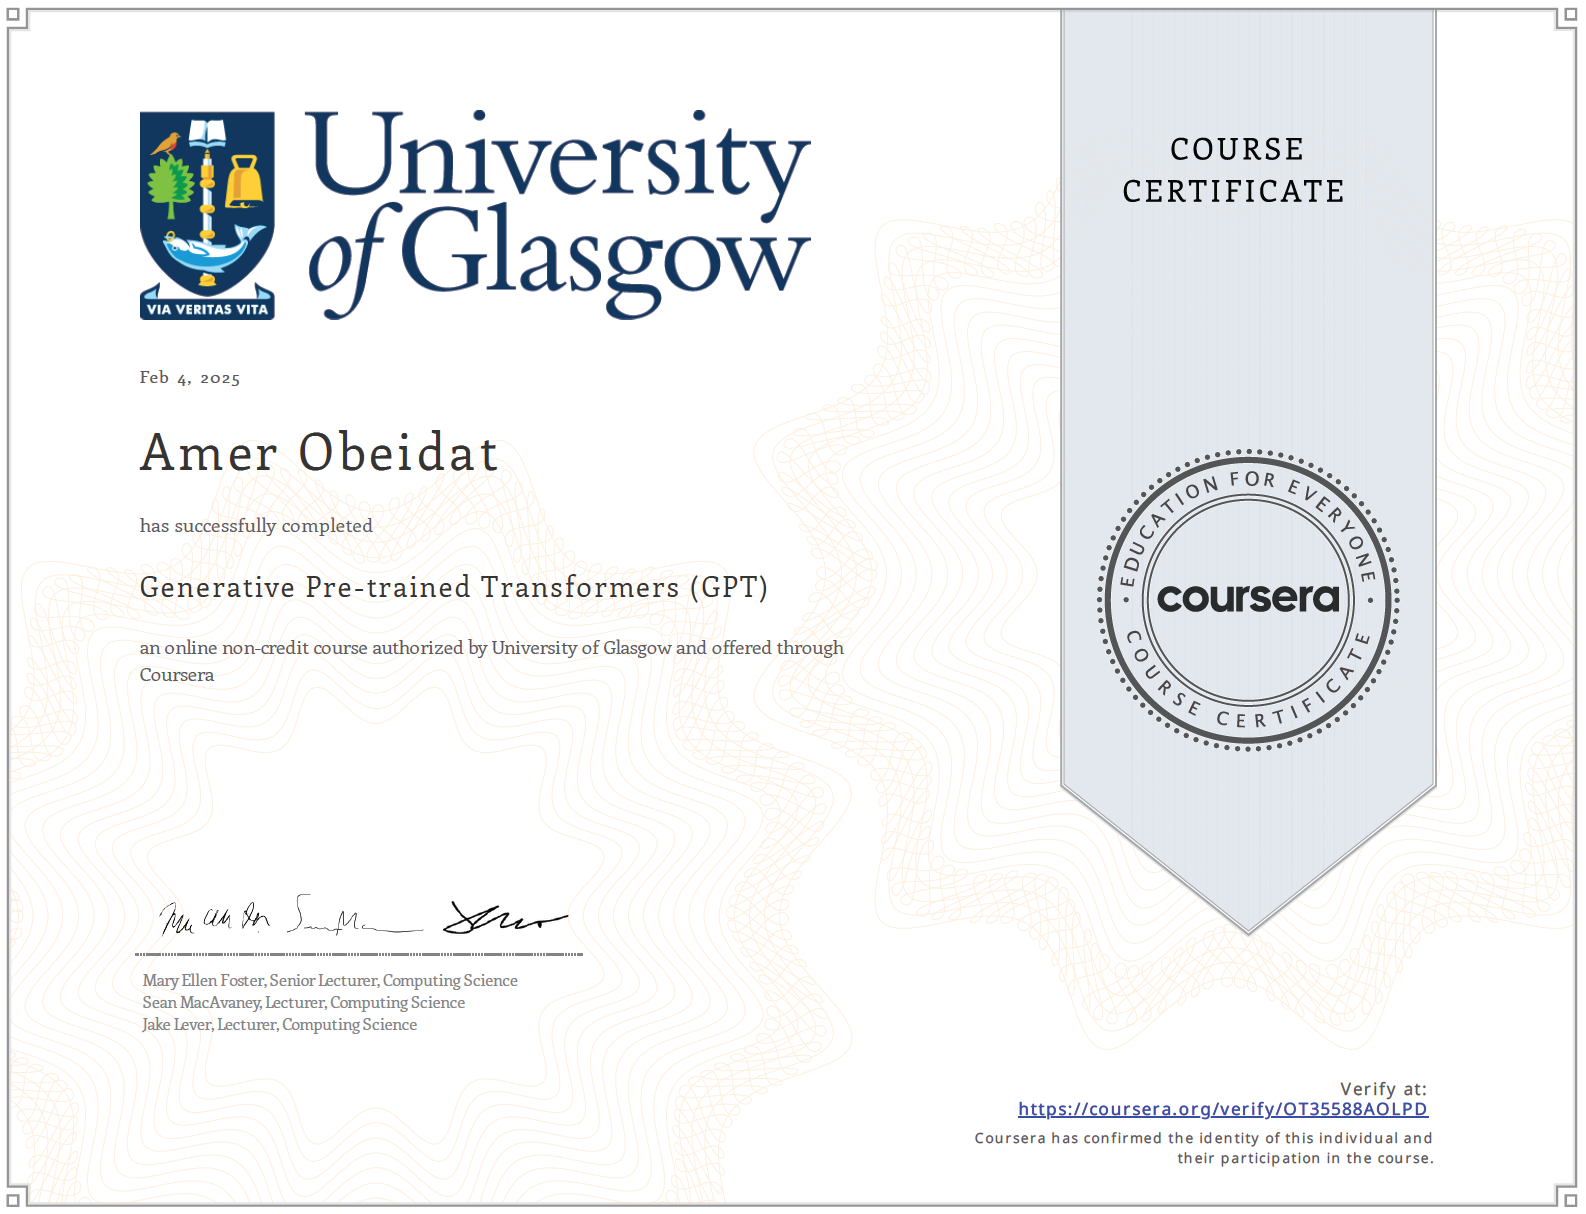 University
of Glasgow
VIA VERITAS VITA
COURSE
CERTIFICATE
Feb 4, 2025
Amer Obeidat
has successfully completed
Generative Pre-trained Transformers (GPT)
an online non-credit course authorized by University of Glasgow and offered through
Coursera
EDUCATION FOR EVERYONE
coursera
COURSE CERTIFICATE
Mary Ellen Foster, Senior Lecturer, Computing Science
Sean MacAvaney, Lecturer, Computing Science
Jake Lever, Lecturer, Computing Science
Verify at:
https://coursera.org/verify/OT35588AOLPD
Coursera has confirmed the identity of this individual and
their participation in the course.